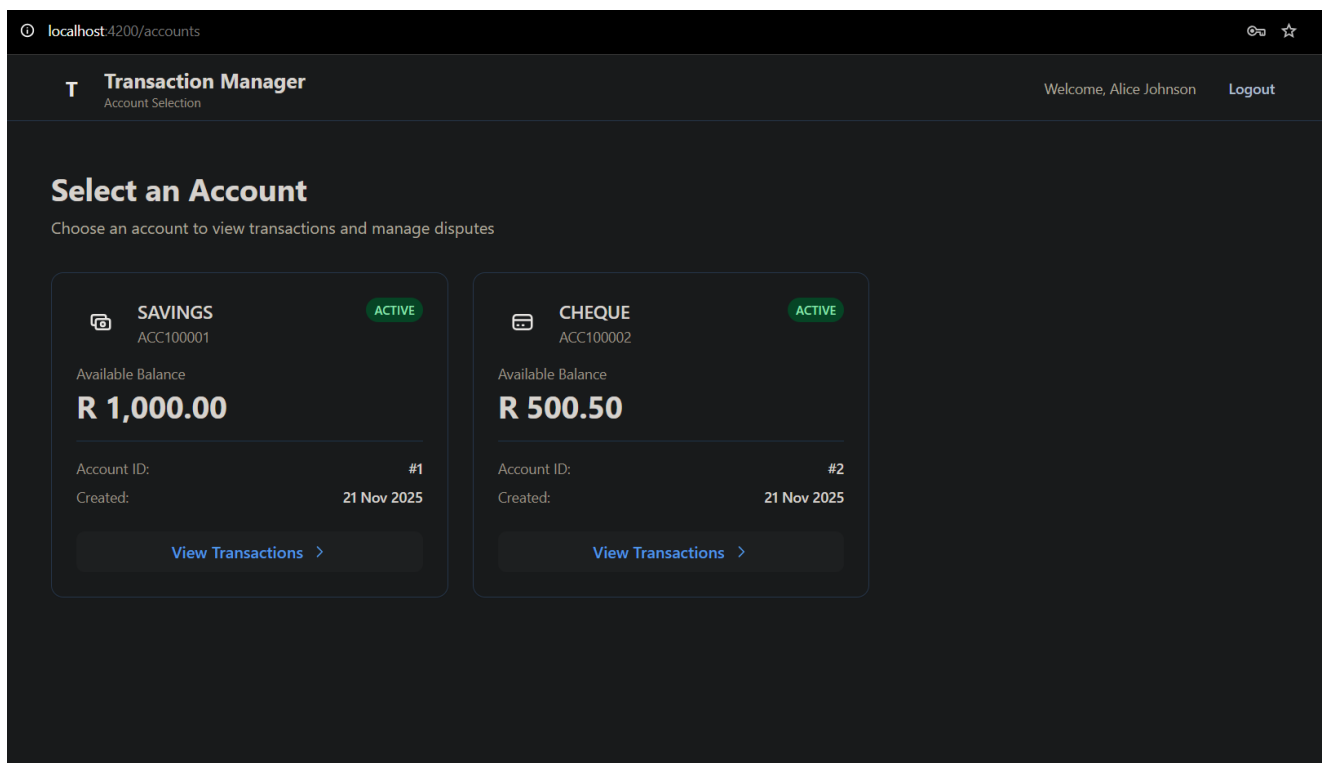 localhost:4200/accounts
T
Transaction Manager
Account Selection
Welcome, Alice Johnson
Logout
Select an Account
Choose an account to view transactions and manage disputes
SAVINGS
ACTIVE
ACC100001
Available Balance
R 1,000.00
Account ID: #1
Created: 21 Nov 2025
View Transactions
CHEQUE
ACTIVE
ACC100002
Available Balance
R 500.50
Account ID: #2
Created: 21 Nov 2025
View Transactions